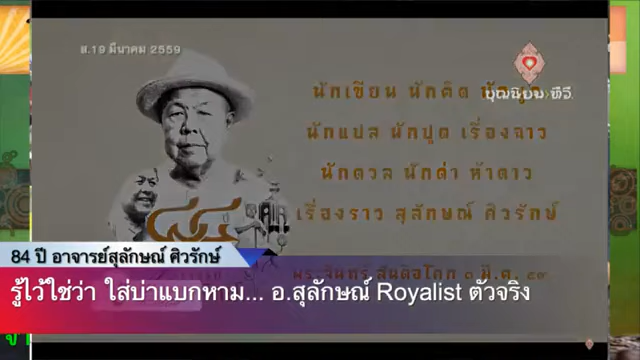 ส.19 มีนาคม 2559
บุญนิยม ทีวี
นักเขียน นักคิด
นักแปล นักปูด เรื่องฉาว
นักตวล นักด่า ห้าดาว
เรื่องราว สุลักษณ์ ศิวรักษ์
๘๔
84 ปี อาจารย์สุลักษณ์ ศิวรักษ์
รู้ไว้ใช่ว่า ใส่บ่าแบกหาม... อ.สุลักษณ์ Royalist ตัวจริง